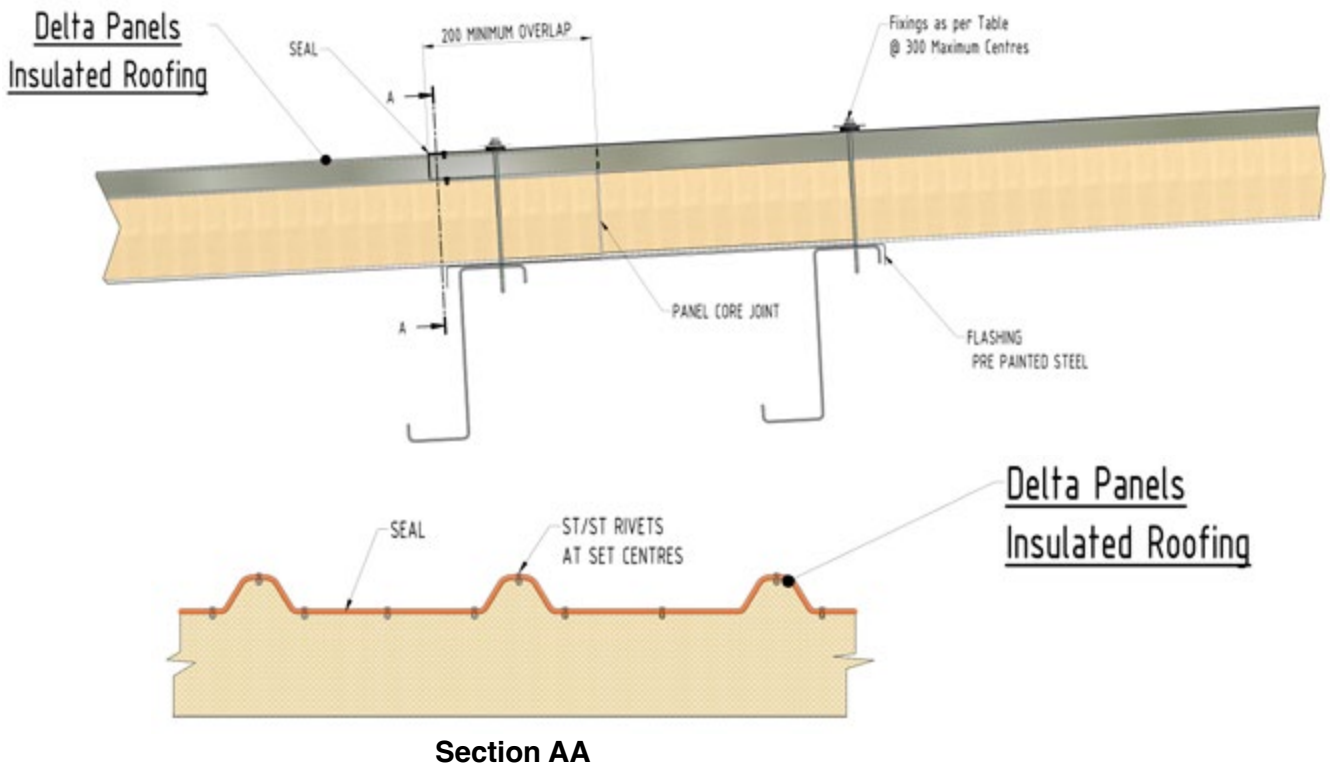 Delta Panels
Insulated Roofing
SEAL
200 MINIMUM OVERLAP
Fixings as per Table
@ 300 Maximum Centres
A
A
PANEL CORE JOINT
FLASHING
PRE PAINTED STEEL
Delta Panels
Insulated Roofing
SEAL
ST/ST RIVETS
AT SET CENTRES
Section AA